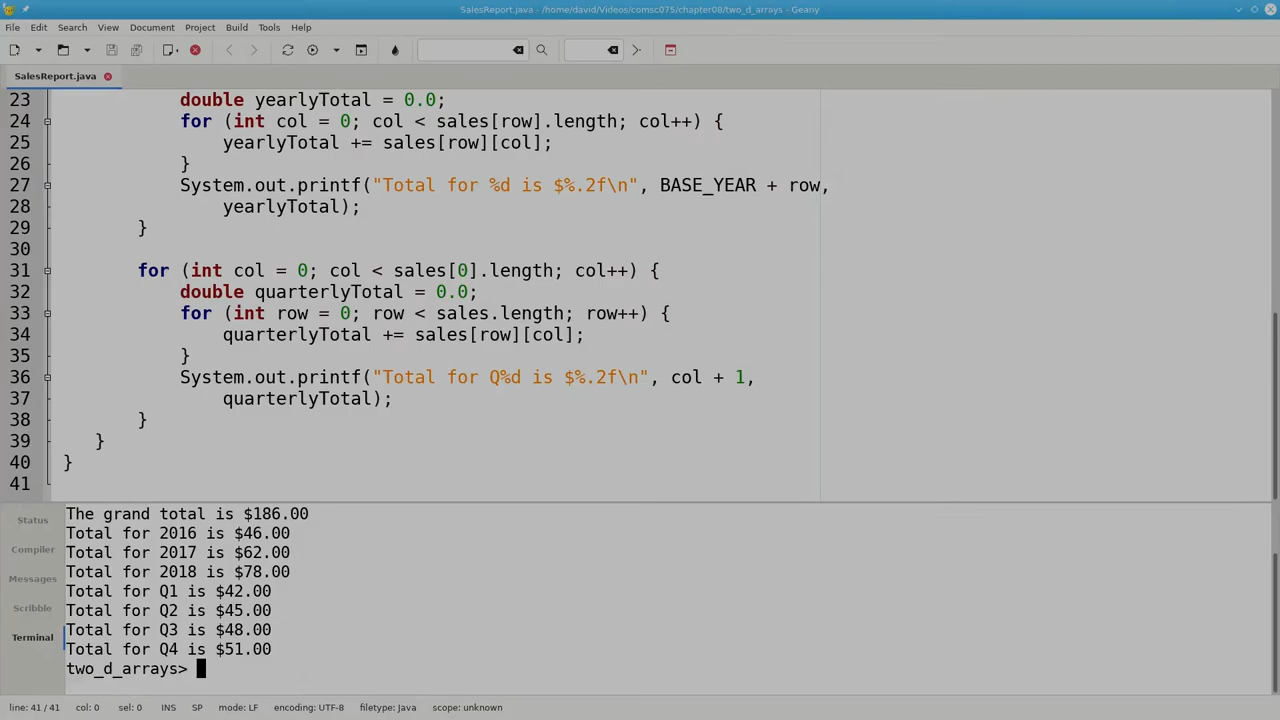 SalesReport.java - /home/david/Videos/comsc075/chapter08/two_d_arrays - Geany
File Edit Search View Document Project Build Tools Help
SalesReport.java
23 double yearlyTotal = 0.0;
24 for (int col = 0; col < sales[row].length; col++) {
25 yearlyTotal += sales[row][col];
26 }
27 System.out.printf("Total for %d is $%.2f\n", BASE_YEAR + row,
28 yearlyTotal);
29 }
30
31 for (int col = 0; col < sales[0].length; col++) {
32 double quarterlyTotal = 0.0;
33 for (int row = 0; row < sales.length; row++) {
34 quarterlyTotal += sales[row][col];
35 }
36 System.out.printf("Total for Q%d is $%.2f\n", col + 1,
37 quarterlyTotal);
38 }
39 }
40 }
41
Status
Compiler
Messages
Scribble
Terminal
The grand total is $186.00
Total for 2016 is $46.00
Total for 2017 is $62.00
Total for 2018 is $78.00
Total for Q1 is $42.00
Total for Q2 is $45.00
Total for Q3 is $48.00
Total for Q4 is $51.00
two_d_arrays>
line: 41 / 41 col: 0 sel: 0 INS SP mode: LF encoding: UTF-8 filetype: Java scope: unknown